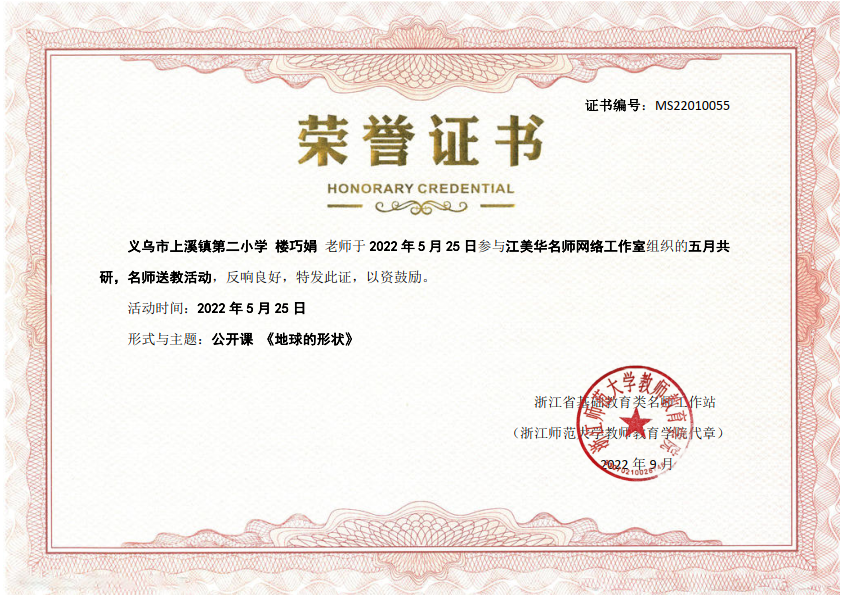 证书编号：MS22010055
荣誉证书
HONORARY CREDENTIAL
义乌市上溪镇第二小学 楼巧娟 老师于 2022 年 5 月 25 日参与江美华名师网络工作室组织的五月共
研，名师送教活动，反响良好，特发此证，以资鼓励。
活动时间：2022 年 5 月 25 日
形式与主题：公开课 《地球的形状》
浙江省基础教育类名师工作站
（浙江师范大学教师教育学院代章）
2022 年 9 月
浙江师范大学教师教育学院